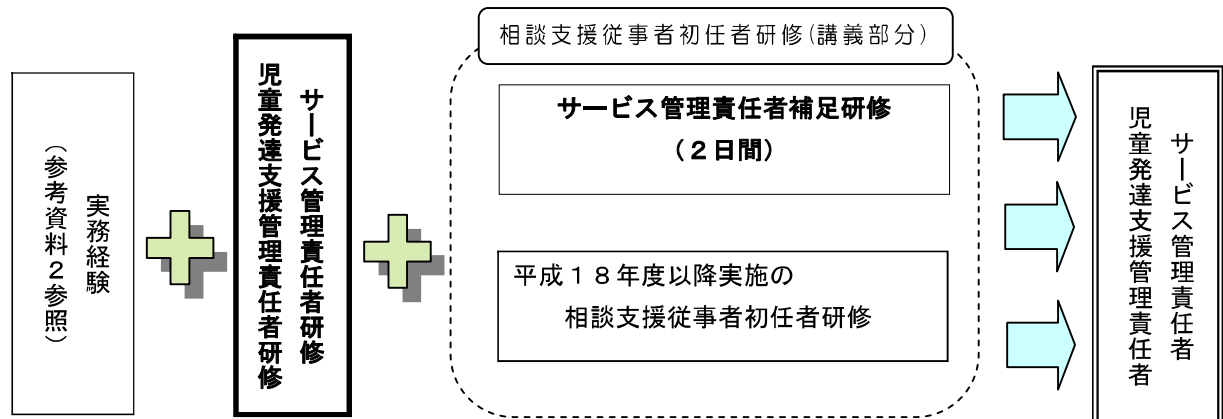 実務経験
(参考資料2参照)
サービス管理責任者研修
児童発達支援管理責任者研修
相談支援従事者初任者研修(講義部分)
サービス管理責任者補足研修
(2日間)
平成18年度以降実施の
相談支援従事者初任者研修
サービス管理責任者
児童発達支援管理責任者